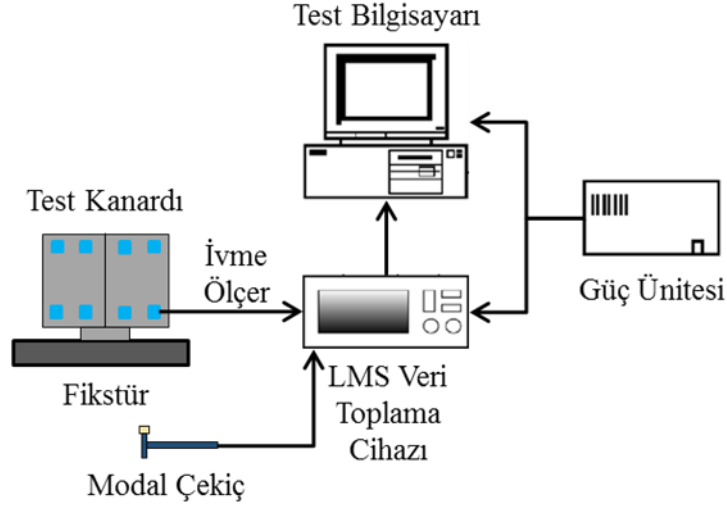 Test Bilgisayarı
Test Kanardı
İvme
Ölçer
Güç Ünitesi
Fikstür
LMS Veri
Toplama
Cihazı
Modal Çekiç